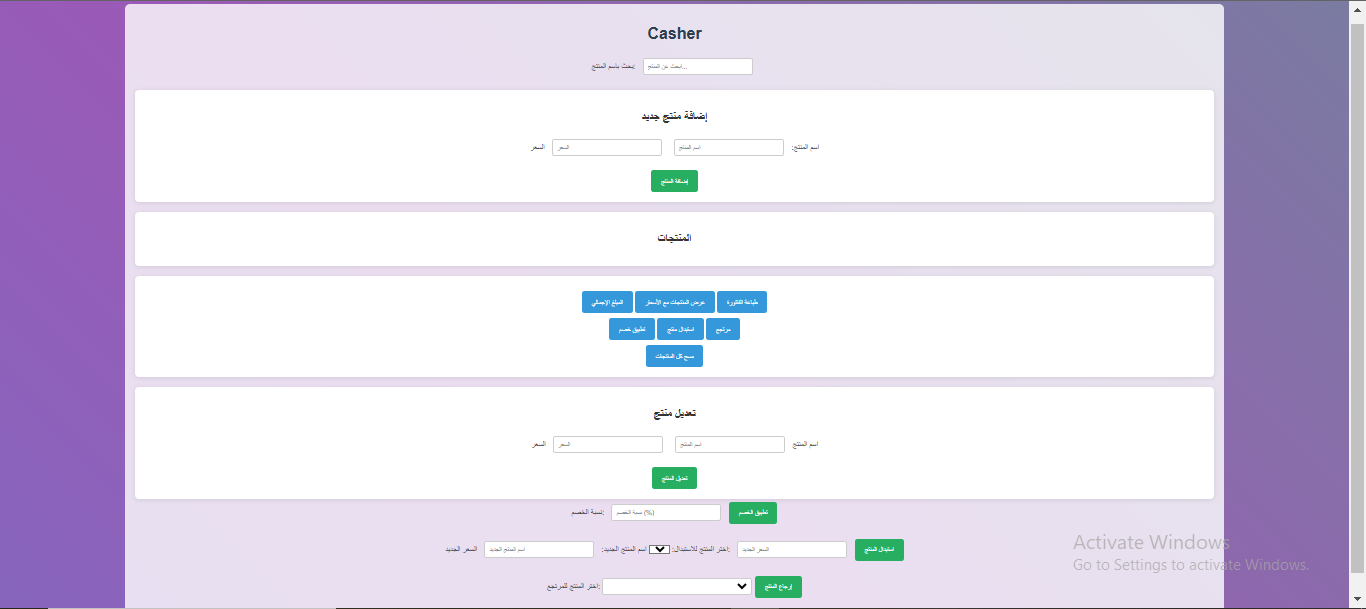 Casher
بحث باسم المنتج: ابحث عن المنتج...
إضافة منتج جديد
اسم المنتج: اسم المنتج السعر السعر
إضافة المنتج
المنتجات
طباعة الفاتورة عرض المنتجات مع الأسعار المبلغ الإجمالي
مرتجع استبدال منتج تطبيق خصم
مسح كل المنتجات
تعديل منتج
اسم المنتج اسم المنتج السعر السعر
تعديل المنتج
نسبة الخصم: نسبة الخصم (%) تطبيق الخصم
استبدال المنتج السعر الجديد اختر المنتج للاستبدال: اسم المنتج الجديد: اسم المنتج الجديد السعر الجديد
اختر المنتج للمرتجع: إرجاع المنتج
Activate Windows
Go to Settings to activate Windows.